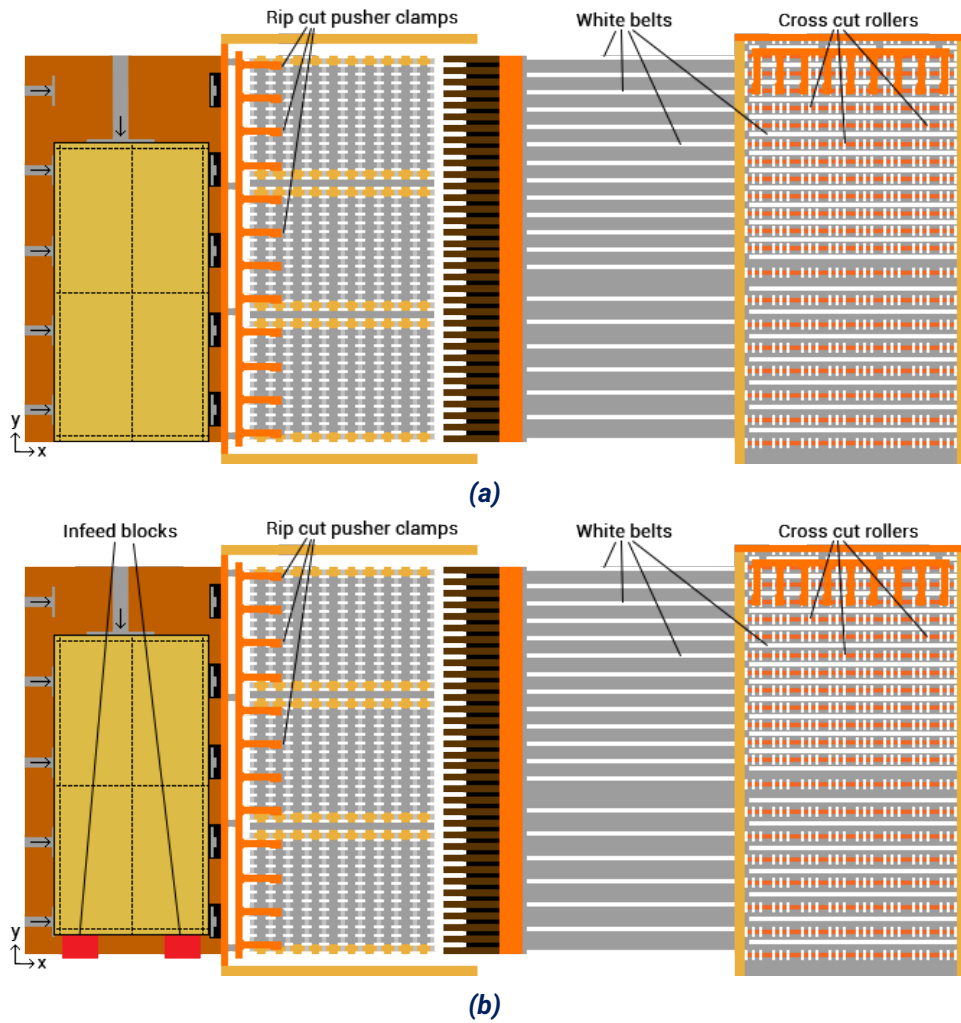 Rip cut pusher clamps
White belts
Cross cut rollers
y
x
(a)
Infeed blocks
Rip cut pusher clamps
White belts
Cross cut rollers
y
x
(b)